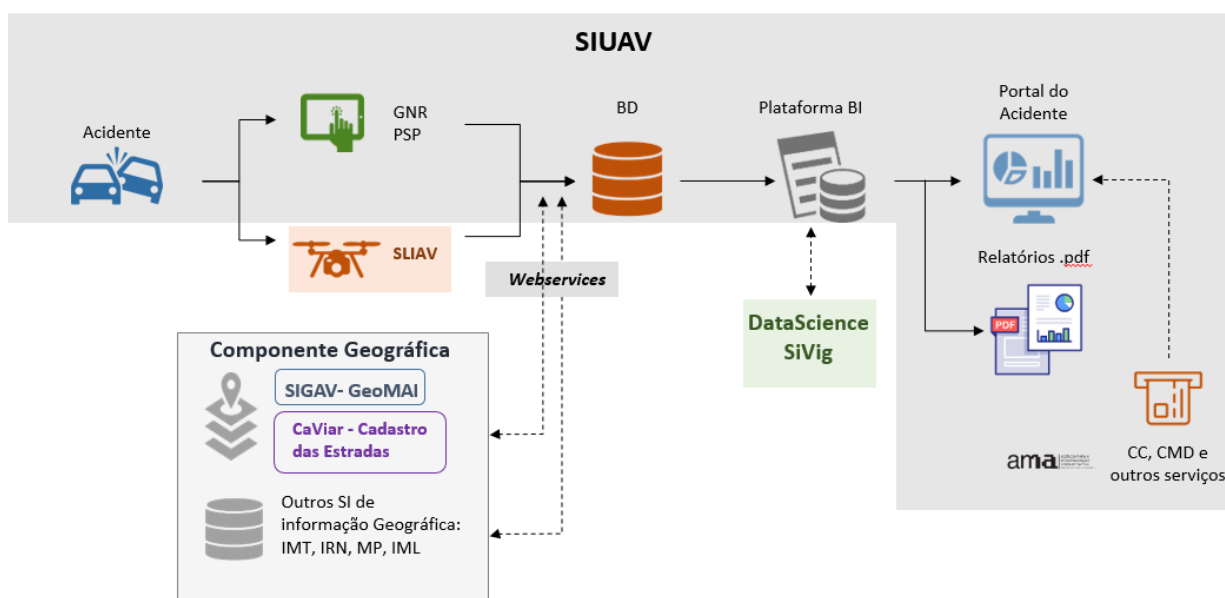 SIUAV
Acidente
GNR
PSP
BD
Plataforma BI
Portal do
Acidente
SLIAV
Webservices
Relatórios .pdf
PDF
DataScience
SiVig
Componente Geográfica
SIGAV- GeoMAI
CaViar - Cadastro
das Estradas
Outros SI de
informação Geográfica:
IMT, IRN, MP, IML
ama
CC, CMD e
outros serviços